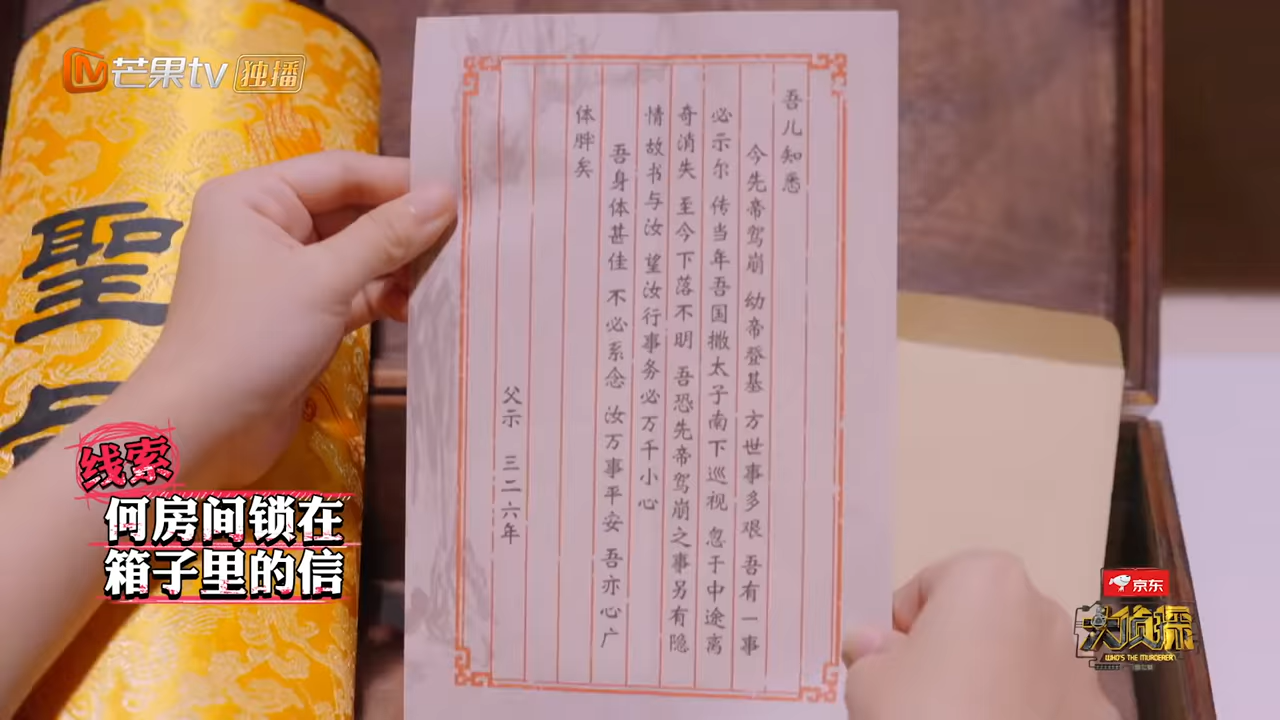 芒果tv 独播
聖
吾儿知悉
今先帝驾崩 幼帝登基 方世事多艰 吾有一事
必示尔 传当年吾国撒太子南下巡视 忽于中途离
奇消失 至今下落不明 吾恐先帝驾崩之事另有隐
情 故书与汝 望汝行事务必万千小心
吾身体甚佳 不必系念 汝万事平安 吾亦心广
体胖矣
父示 三二六年
线索
何房间锁在
箱子里的信
京东
大侦探
WHO'S THE MURDERER